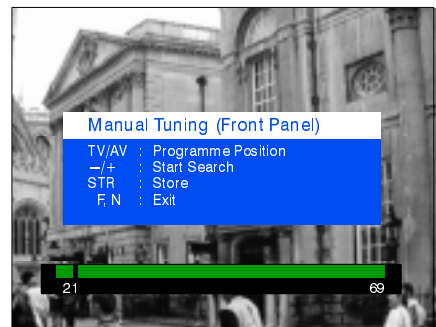 Manual Tuning (Front Panel)
TV/AV : Programme Position
−/+ : Start Search
STR : Store
F, N : Exit
21 69